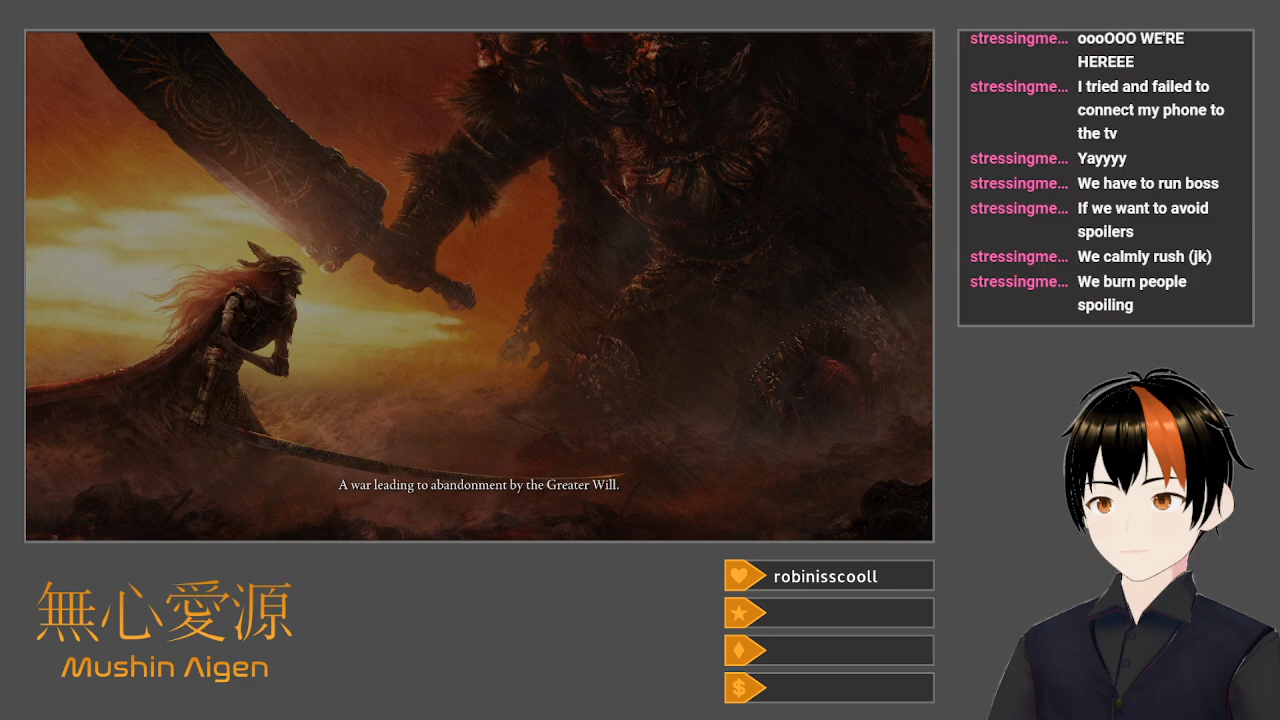 stressingme... oooOOO WE'RE
HEREEE
stressingme... I tried and failed to
connect my phone to
the tv
stressingme... Yayyyy
stressingme... We have to run boss
stressingme... If we want to avoid
spoilers
stressingme... We calmly rush (jk)
stressingme... We burn people
spoiling
A war leading to abandonment by the Greater Will.
robinisscooll
$
無心愛源
Mushin Aigen